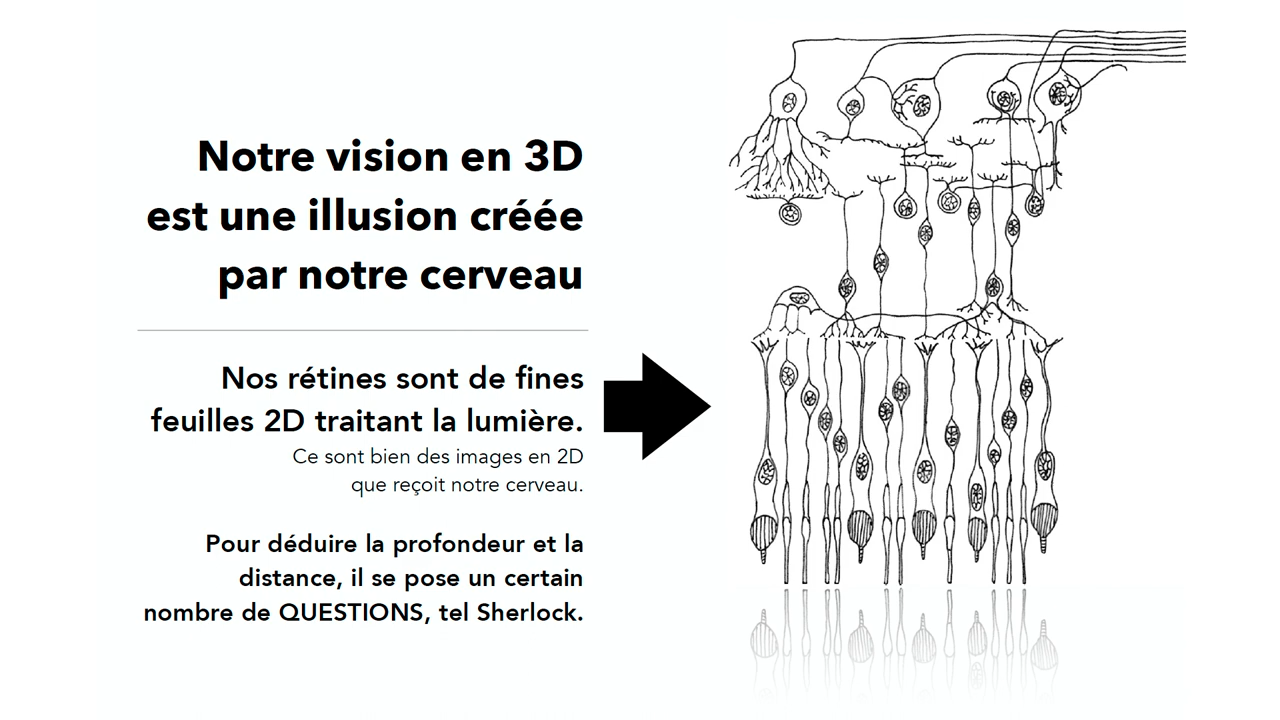 Notre vision en 3D
est une illusion créée
par notre cerveau
Nos rétines sont de fines
feuilles 2D traitant la lumière.
Ce sont bien des images en 2D
que reçoit notre cerveau.
Pour déduire la profondeur et la
distance, il se pose un certain
nombre de QUESTIONS, tel Sherlock.